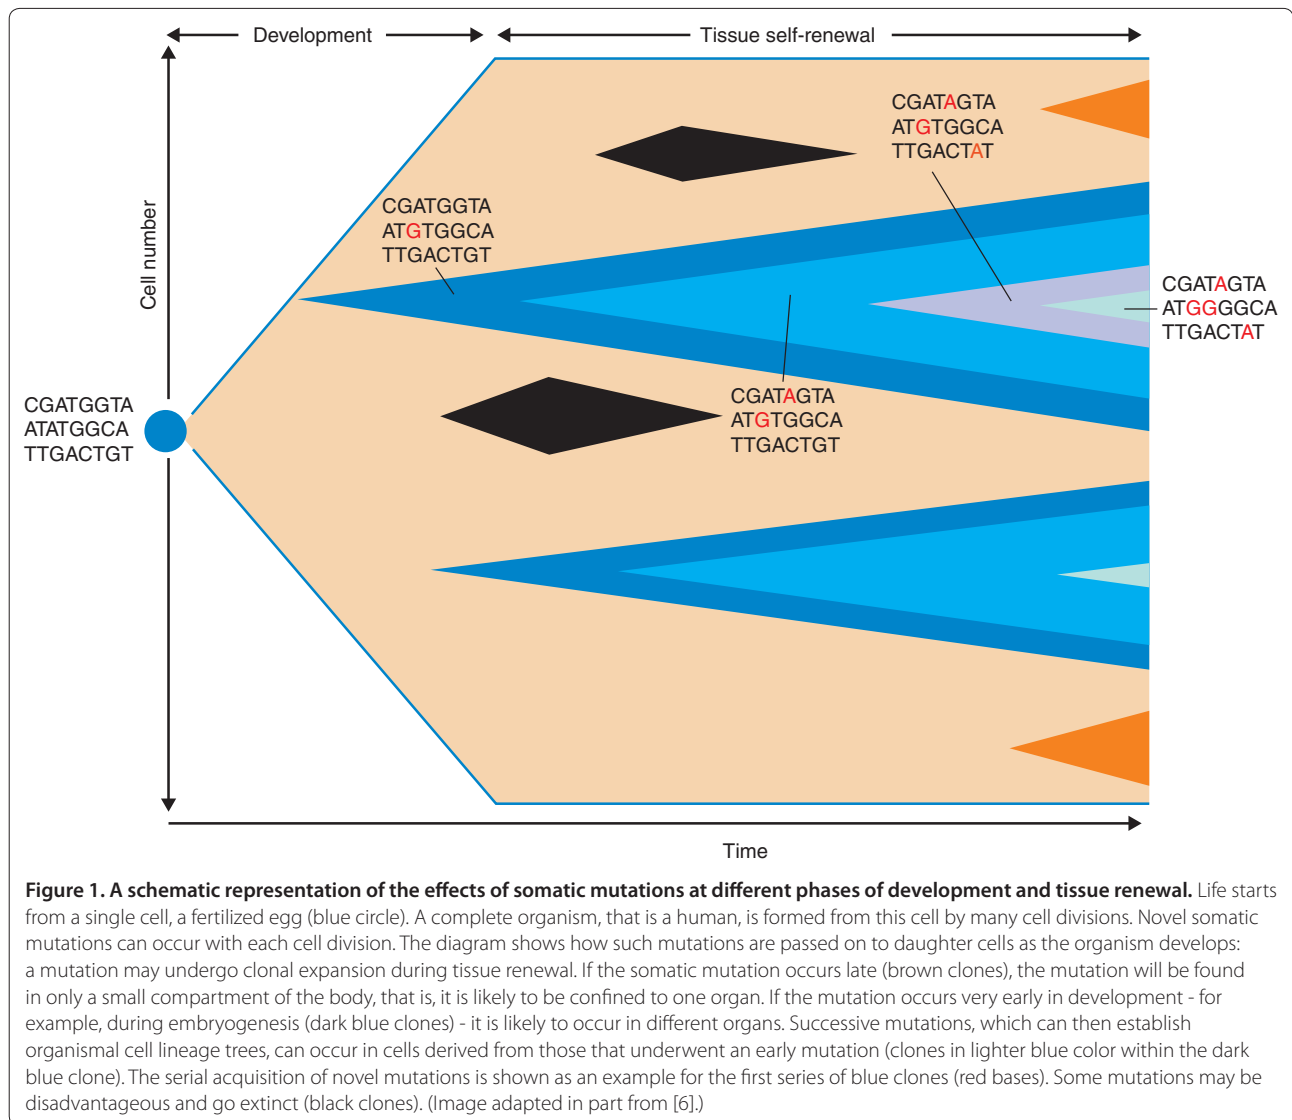 Development
Tissue self-renewal
Cell number
CGATAGTA
ATGTGGCA
TTGACTAT
CGATGGTA
ATGTGGCA
TTGACTGT
CGATAGTA
ATGGGGCA
TTGACTAT
CGATAGTA
ATGTGGCA
TTGACTGT
CGATGGTA
ATATGGCA
TTGACTGT
Time
Figure 1. A schematic representation of the effects of somatic mutations at different phases of development and tissue renewal. Life starts
from a single cell, a fertilized egg (blue circle). A complete organism, that is a human, is formed from this cell by many cell divisions. Novel somatic
mutations can occur with each cell division. The diagram shows how such mutations are passed on to daughter cells as the organism develops:
a mutation may undergo clonal expansion during tissue renewal. If the somatic mutation occurs late (brown clones), the mutation will be found
in only a small compartment of the body, that is, it is likely to be confined to one organ. If the mutation occurs very early in development - for
example, during embryogenesis (dark blue clones) - it is likely to occur in different organs. Successive mutations, which can then establish
organismal cell lineage trees, can occur in cells derived from those that underwent an early mutation (clones in lighter blue color within the dark
blue clone). The serial acquisition of novel mutations is shown as an example for the first series of blue clones (red bases). Some mutations may be
disadvantageous and go extinct (black clones). (Image adapted in part from [6].)